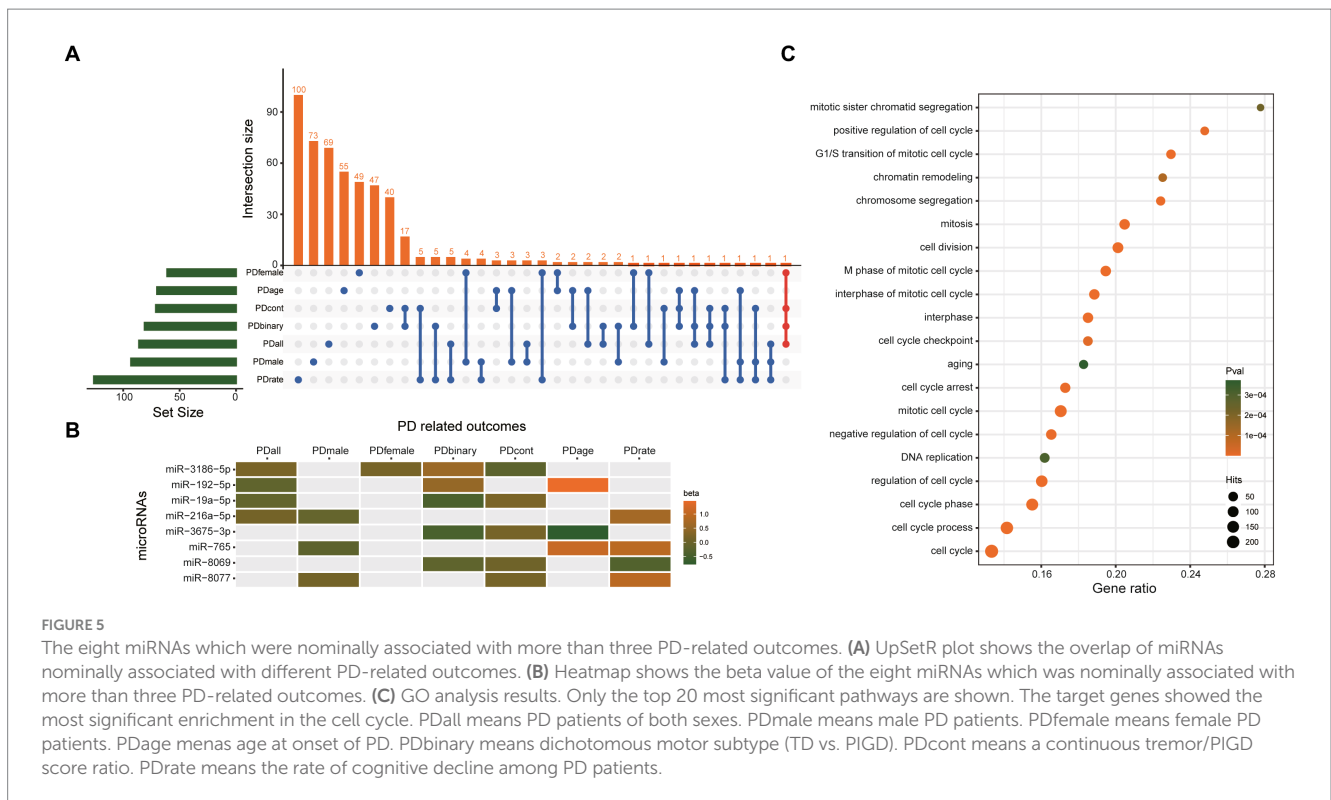 A
C
100
73
69
55
49
47
40
17
5
5
5
4
4
3
3
3
3
2
2
2
2
2
1
1
1
1
1
1
1
1
1
1
1
90
60
30
0
Intersection size
PDfemale
PDage
PDcont
PDbinary
PDall
PDmale
PDrate
100
50
0
Set Size
mitotic sister chromatid segregation
positive regulation of cell cycle
G1/S transition of mitotic cell cycle
chromatin remodeling
chromosome segregation
mitosis
cell division
M phase of mitotic cell cycle
interphase of mitotic cell cycle
interphase
cell cycle checkpoint
aging
cell cycle arrest
mitotic cell cycle
negative regulation of cell cycle
DNA replication
regulation of cell cycle
cell cycle phase
cell cycle process
cell cycle
Pval
3e−04
2e−04
1e−04
Hits
50
100
150
200
0.16
0.20
0.24
0.28
Gene ratio
B
PD related outcomes
PDall
PDmale
PDfemale
PDbinary
PDcont
PDage
PDrate
miR−3186−5p
miR−192−5p
miR−19a−5p
miR−216a−5p
miR−3675−3p
miR−765
miR−8069
miR−8077
microRNAs
beta
1.0
0.5
0.0
−0.5
FIGURE 5
The eight miRNAs which were nominally associated with more than three PD-related outcomes. (A) UpSetR plot shows the overlap of miRNAs
nominally associated with different PD-related outcomes. (B) Heatmap shows the beta value of the eight miRNAs which was nominally associated with
more than three PD-related outcomes. (C) GO analysis results. Only the top 20 most significant pathways are shown. The target genes showed the
most significant enrichment in the cell cycle. PDall means PD patients of both sexes. PDmale means male PD patients. PDfemale means female PD
patients. PDage menas age at onset of PD. PDbinary means dichotomous motor subtype (TD vs. PIGD). PDcont means a continuous tremor/PIGD
score ratio. PDrate means the rate of cognitive decline among PD patients.